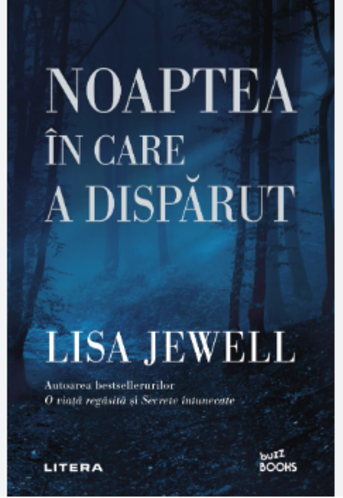 NOAPTEA
ÎN CARE
A DISPĂRUT
LISA JEWELL
Autoarea bestsellerurilor
O viață regăsită și Secrete întunecate
LITERA
buzz
BOOKS